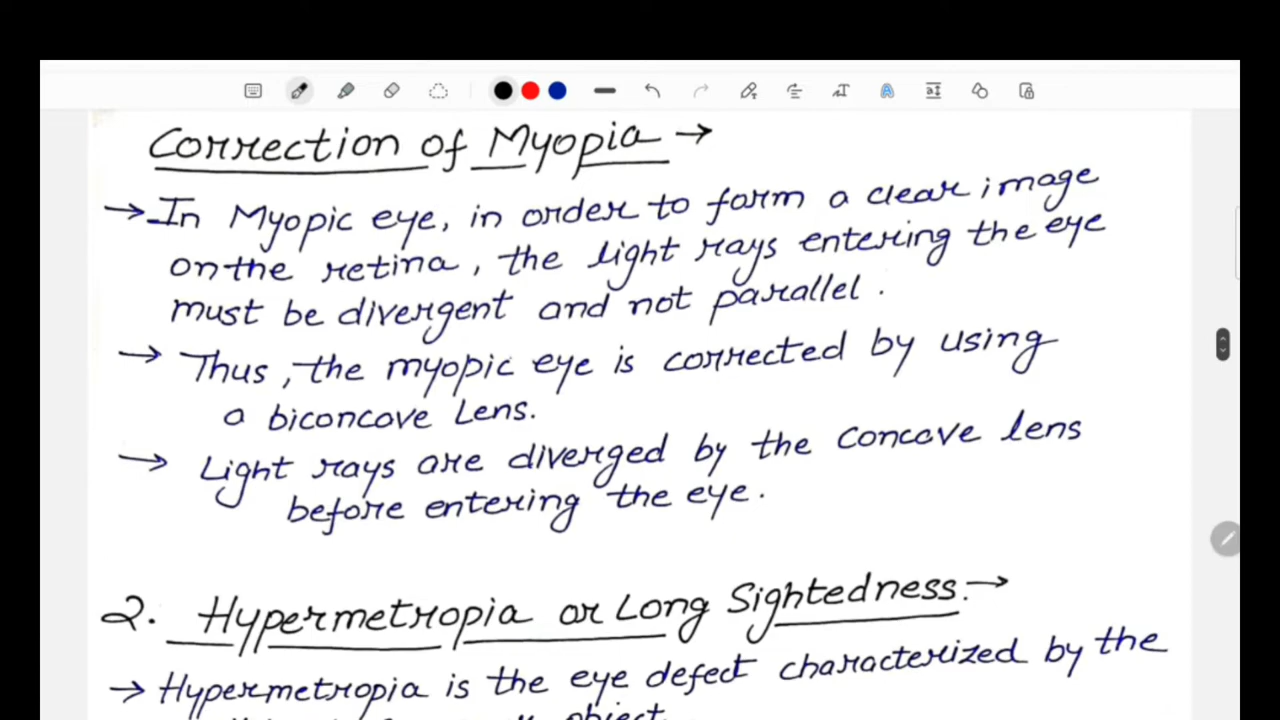 Correction of Myopia →
→ In Myopic eye, in order to form a clear image
on the retina, the light rays entering the eye
must be divergent and not parallel.
→ Thus, the myopic eye is corrected by using
a biconcave Lens.
→ Light rays are diverged by the concave lens
before entering the eye.
2. Hypermetropia or Long Sightedness. →
→ Hypermetropia is the eye defect characterized by the
object.